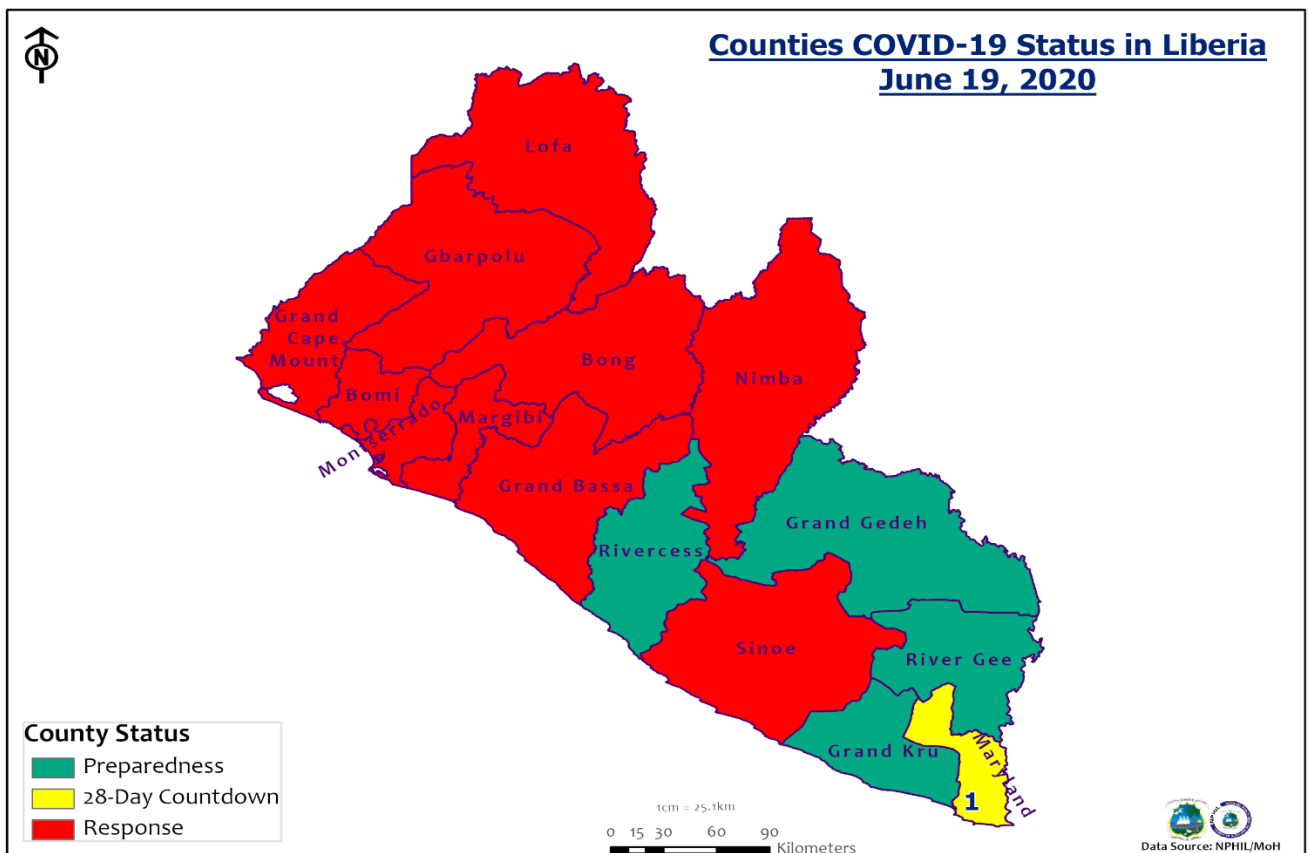 N
Counties COVID-19 Status in Liberia
June 19, 2020
Lofa
Gbarpolu
Grand
Cape
Mount
Bong
Nimba
Bomi
Margibi
Montserrado
Grand Bassa
Grand Gedeh
Rivercess
Sinoe
River Gee
Grand Kru
Maryland
1
County Status
Preparedness
28-Day Countdown
Response
1cm = 25.1km
0 15 30 60 90
Kilometers
Data Source: NPHIL/MoH